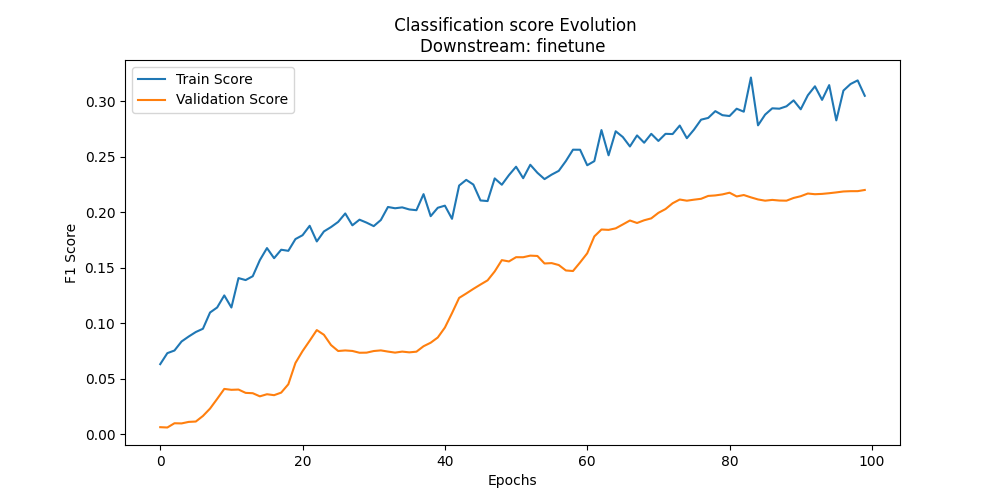 Classification score Evolution
Downstream: finetune
Train Score
Validation Score
F1 Score
0.30
0.25
0.20
0.15
0.10
0.05
0.00
0 20 40 60 80 100
Epochs